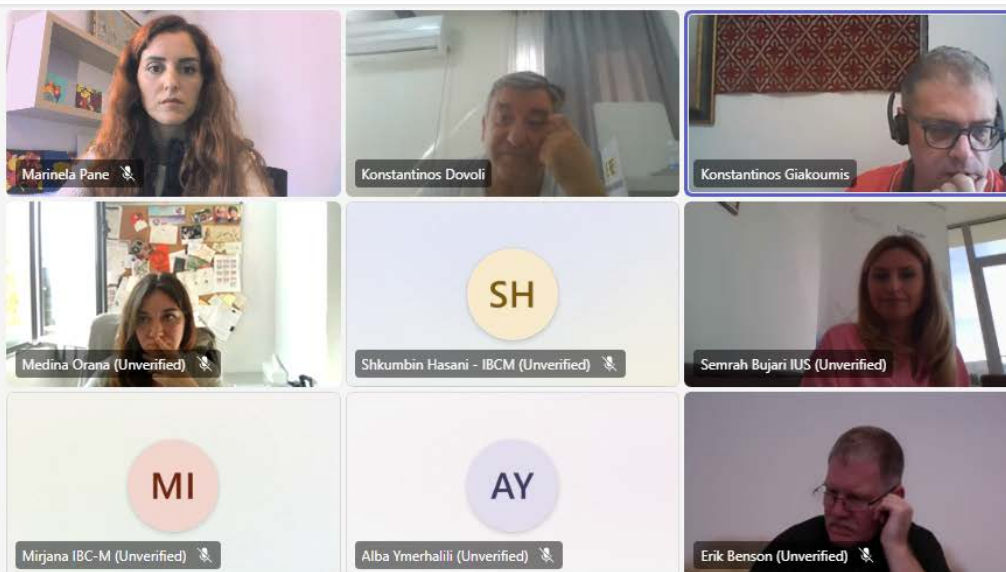 Marinela Pane
Konstantinos Dovoli
Konstantinos Giakoumis
Medina Orana (Unverified)
SH
Shkumbin Hasani - IBCM (Unverified)
Semrah Bujari IUS (Unverified)
MI
Mirjana IBC-M (Unverified)
AY
Alba Ymerhalili (Unverified)
Erik Benson (Unverified)